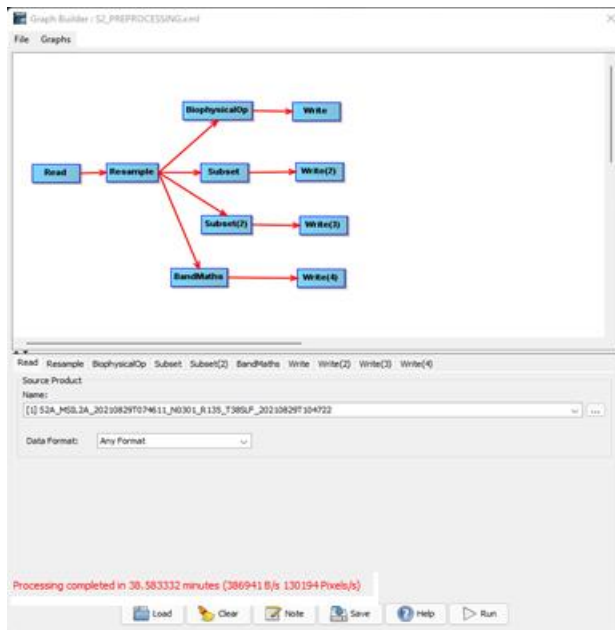 Graph Builder : S2_PREPROCESSING.xml
File Graphs
BiophysicalOp Write
Read Resample Subset Write(2)
Subset(2) Write(3)
BandMaths Write(4)
Read Resample BiophysicalOp Subset Subset(2) BandMaths Write Write(2) Write(3) Write(4)
Source Product
Name:
[1] S2A_MSIL2A_20210829T074611_N0301_R135_T38SLF_20210829T104722
Data Format: Any Format
Processing completed in 38.583332 minutes (386941 B/s 130194 Pixels/s)
Load Clear Note Save Help Run